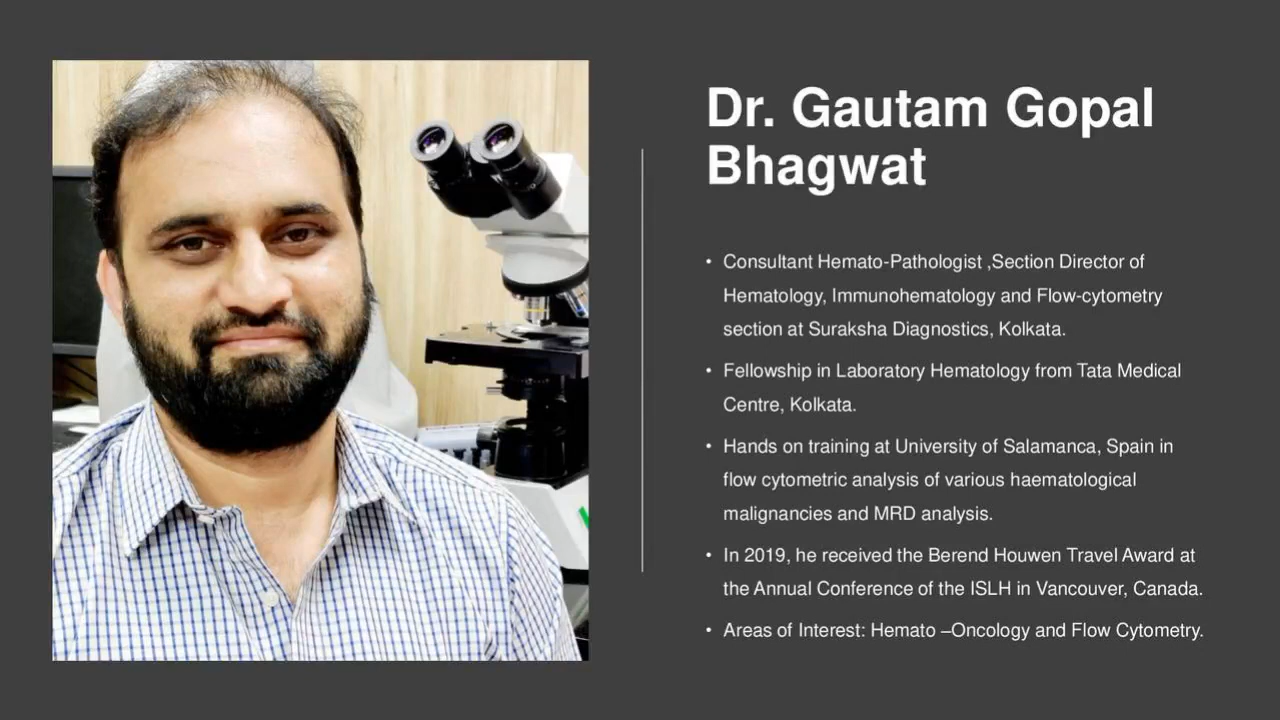 Dr. Gautam Gopal
Bhagwat
• Consultant Hemato-Pathologist ,Section Director of
Hematology, Immunohematology and Flow-cytometry
section at Suraksha Diagnostics, Kolkata.
• Fellowship in Laboratory Hematology from Tata Medical
Centre, Kolkata.
• Hands on training at University of Salamanca, Spain in
flow cytometric analysis of various haematological
malignancies and MRD analysis.
• In 2019, he received the Berend Houwen Travel Award at
the Annual Conference of the ISLH in Vancouver, Canada.
• Areas of Interest: Hemato –Oncology and Flow Cytometry.